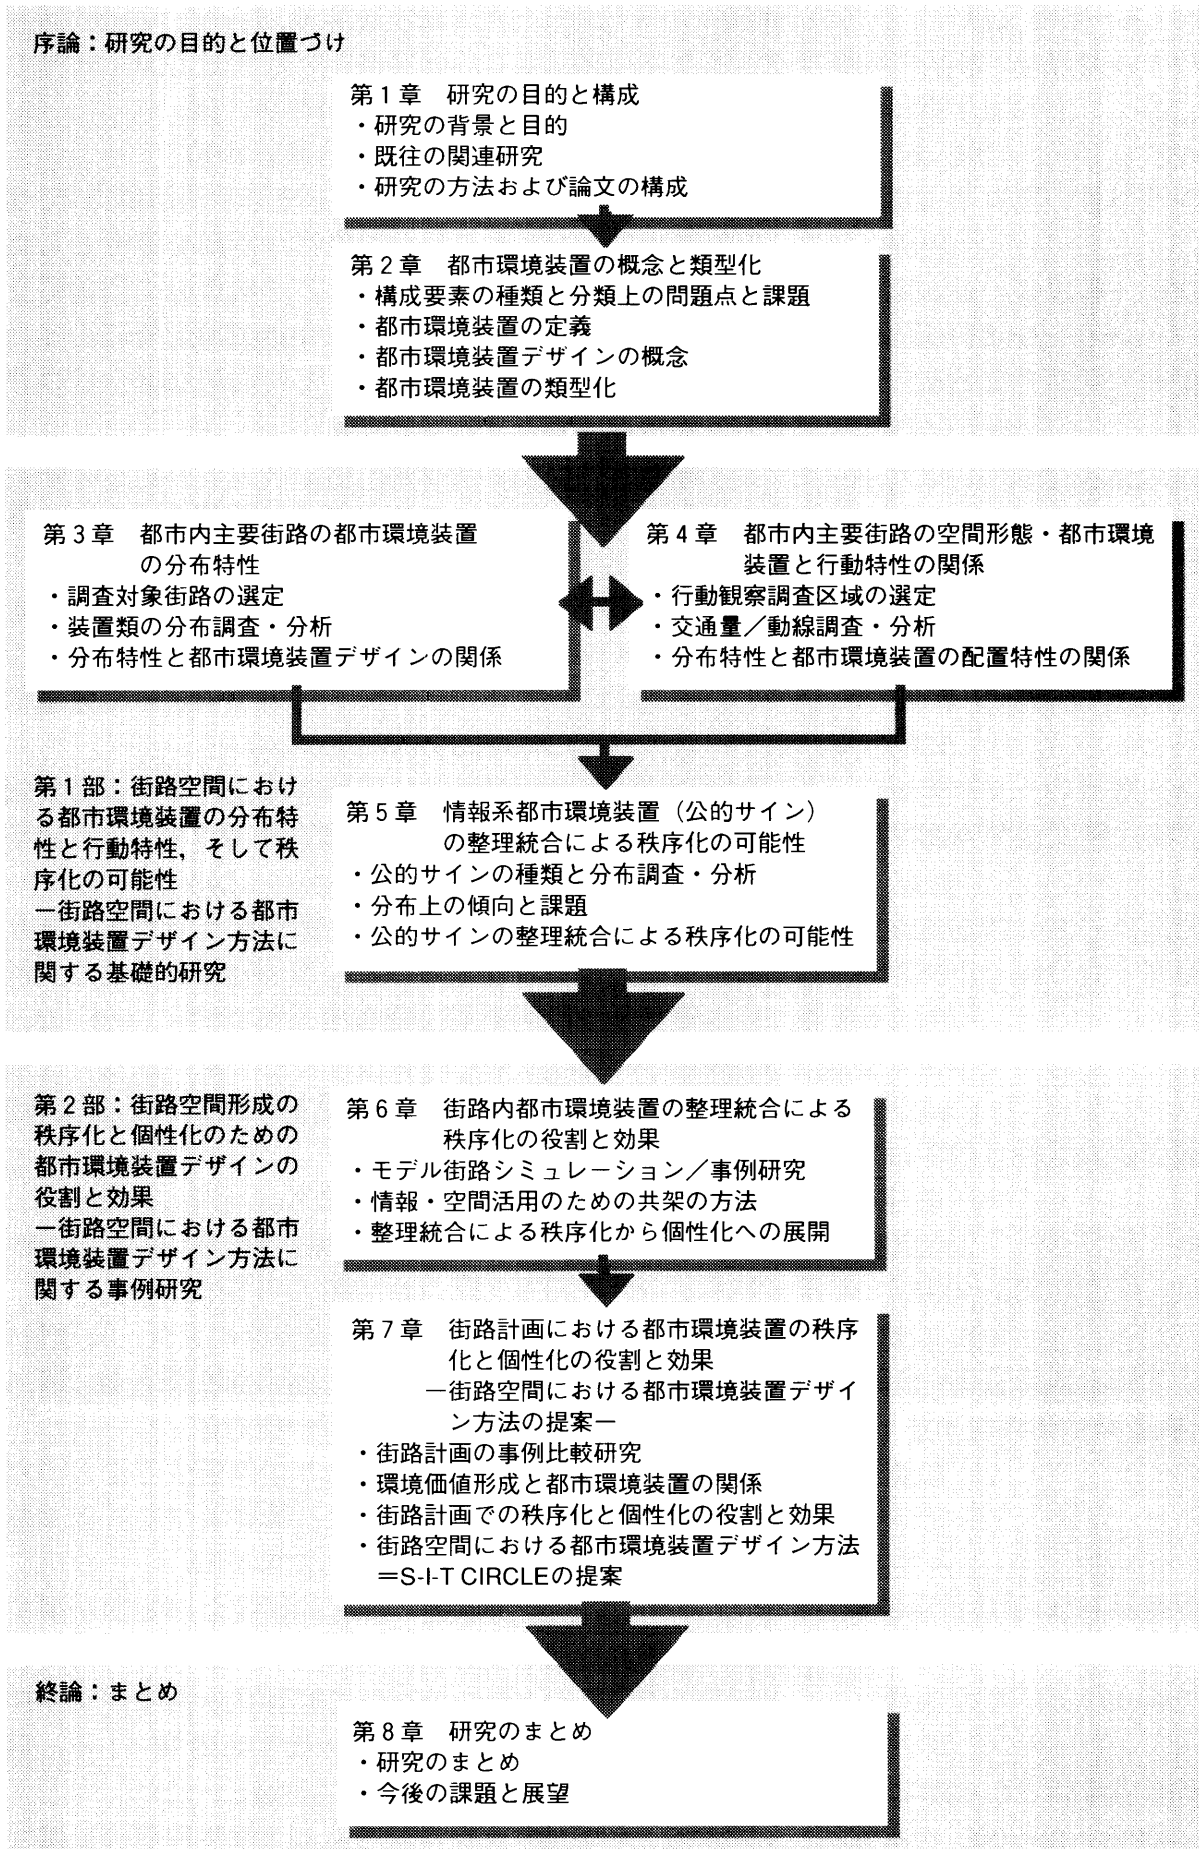 序論：研究の目的と位置づけ
第1章　研究の目的と構成
・研究の背景と目的
・既往の関連研究
・研究の方法および論文の構成
第2章　都市環境装置の概念と類型化
・構成要素の種類と分類上の問題点と課題
・都市環境装置の定義
・都市環境装置デザインの概念
・都市環境装置の類型化
第3章　都市内主要街路の都市環境装置
の分布特性
・調査対象街路の選定
・装置類の分布調査・分析
・分布特性と都市環境装置デザインの関係
第4章　都市内主要街路の空間形態・都市環境
装置と行動特性の関係
・行動観察調査区域の選定
・交通量／動線調査・分析
・分布特性と都市環境装置の配置特性の関係
第1部：街路空間におけ
る都市環境装置の分布特
性と行動特性，そして秩
序化の可能性
―街路空間における都市
環境装置デザイン方法に
関する基礎的研究
第5章　情報系都市環境装置（公的サイン）
の整理統合による秩序化の可能性
・公的サインの種類と分布調査・分析
・分布上の傾向と課題
・公的サインの整理統合による秩序化の可能性
第2部：街路空間形成の
秩序化と個性化のための
都市環境装置デザインの
役割と効果
―街路空間における都市
環境装置デザイン方法に
関する事例研究
第6章　街路内都市環境装置の整理統合による
秩序化の役割と効果
・モデル街路シミュレーション／事例研究
・情報・空間活用のための共架の方法
・整理統合による秩序化から個性化への展開
第7章　街路計画における都市環境装置の秩序
化と個性化の役割と効果
―街路空間における都市環境装置デザイ
ン方法の提案―
・街路計画の事例比較研究
・環境価値形成と都市環境装置の関係
・街路計画での秩序化と個性化の役割と効果
・街路空間における都市環境装置デザイン方法
＝S-I-T CIRCLEの提案
終論：まとめ
第8章　研究のまとめ
・研究のまとめ
・今後の課題と展望